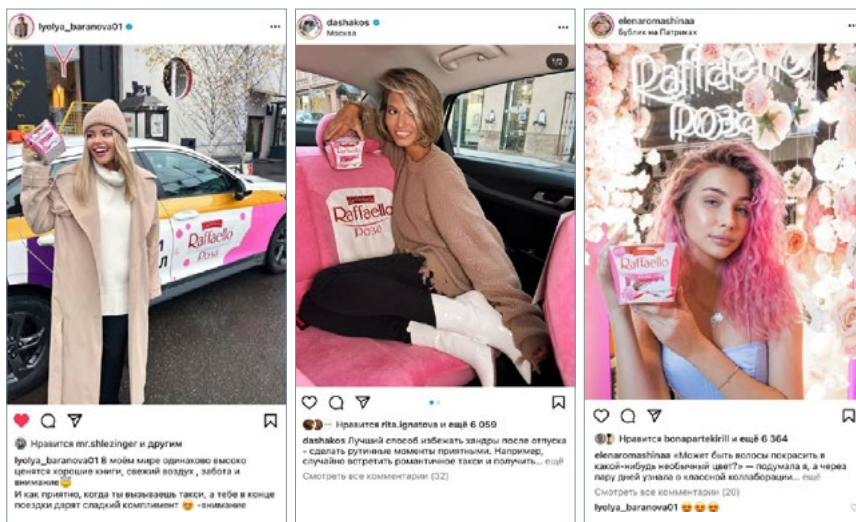 lyolya_baranova01
Raffaello
Роза
Нравится mr.shlezinger и другим
lyolya_baranova01 В моём мире одинаково высоко
ценятся хорошие книги, свежий воздух , забота и
внимание😇
И как приятно, когда ты вызываешь такси, а тебе в конце
поездки дарят сладкий комплимент 😍 -внимание
dashakos
Москва
1/2
Raffaello
Роза
Нравится rita.ignateva и ещё 6 059
dashakos Лучший способ избежать хандры после отпуска
- сделать рутинные моменты приятными. Например,
случайно встретить романтичное такси и получить... ещё
Смотреть все комментарии (32)
elenaromashinaa
Бублик на Патриках
Raffaello
Роза
Raffaello
Нравится bonapartekirill и ещё 6 364
elenaromashinaa «Может быть волосы покрасить в
какой-нибудь необычный цвет?» — подумала я, а через
пару дней узнала о классной коллаборации... ещё
Смотреть все комментарии (20)
lyolya_baranova01 😍😍😍